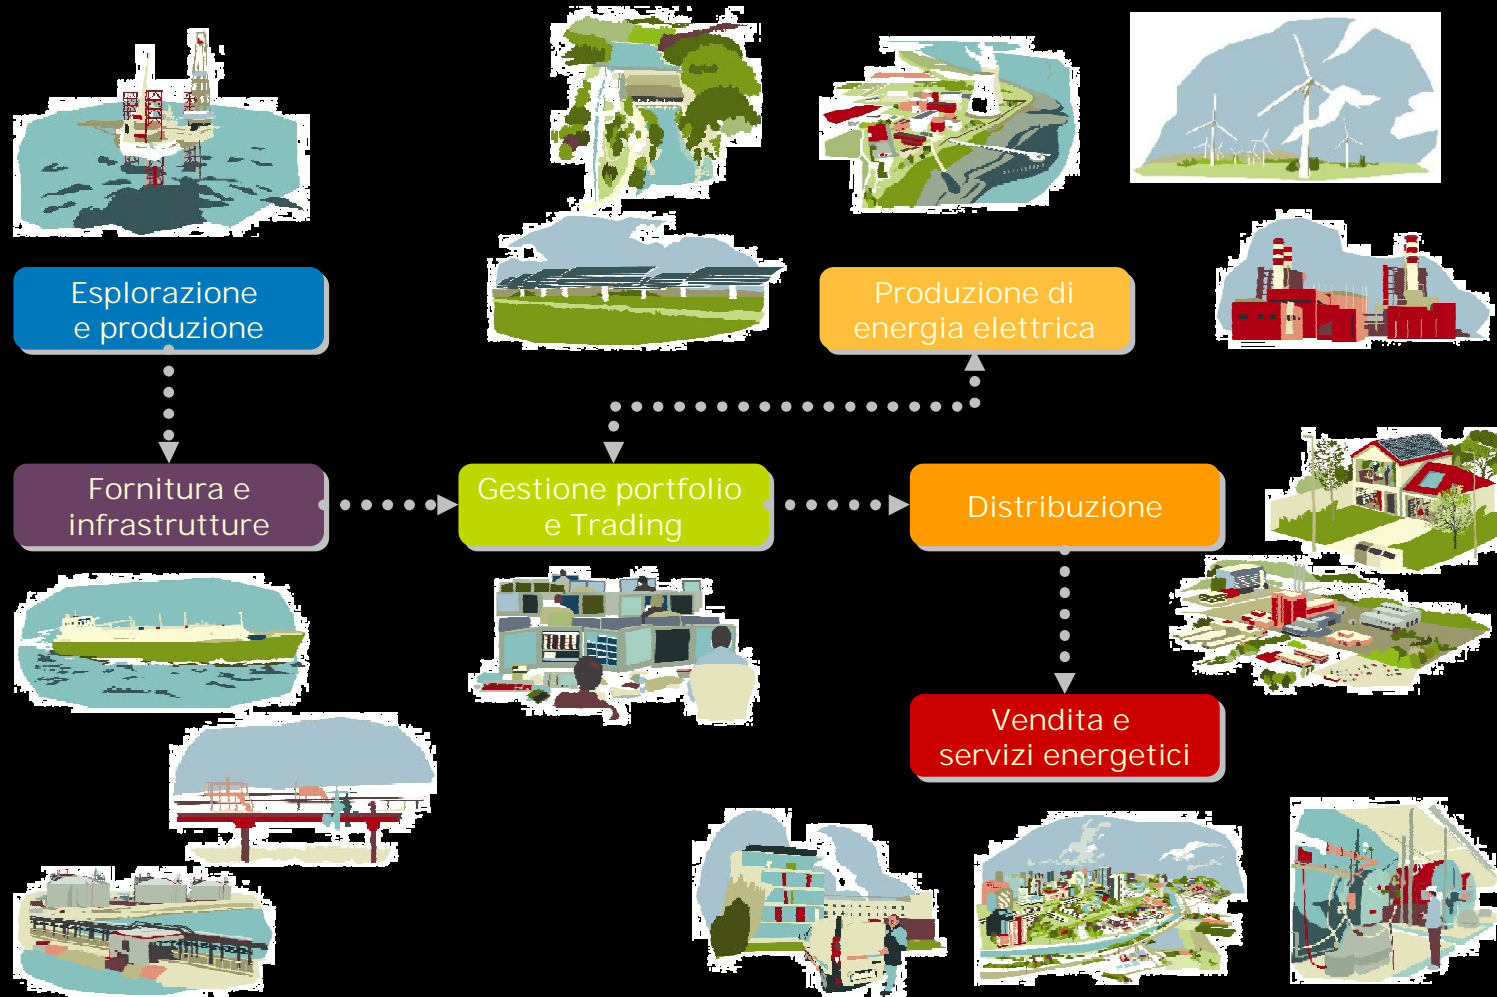 Esplorazione
e produzione
Produzione di
energia elettrica
Fornitura e
infrastrutture
Gestione portfolio
e Trading
Distribuzione
Vendita e
servizi energetici